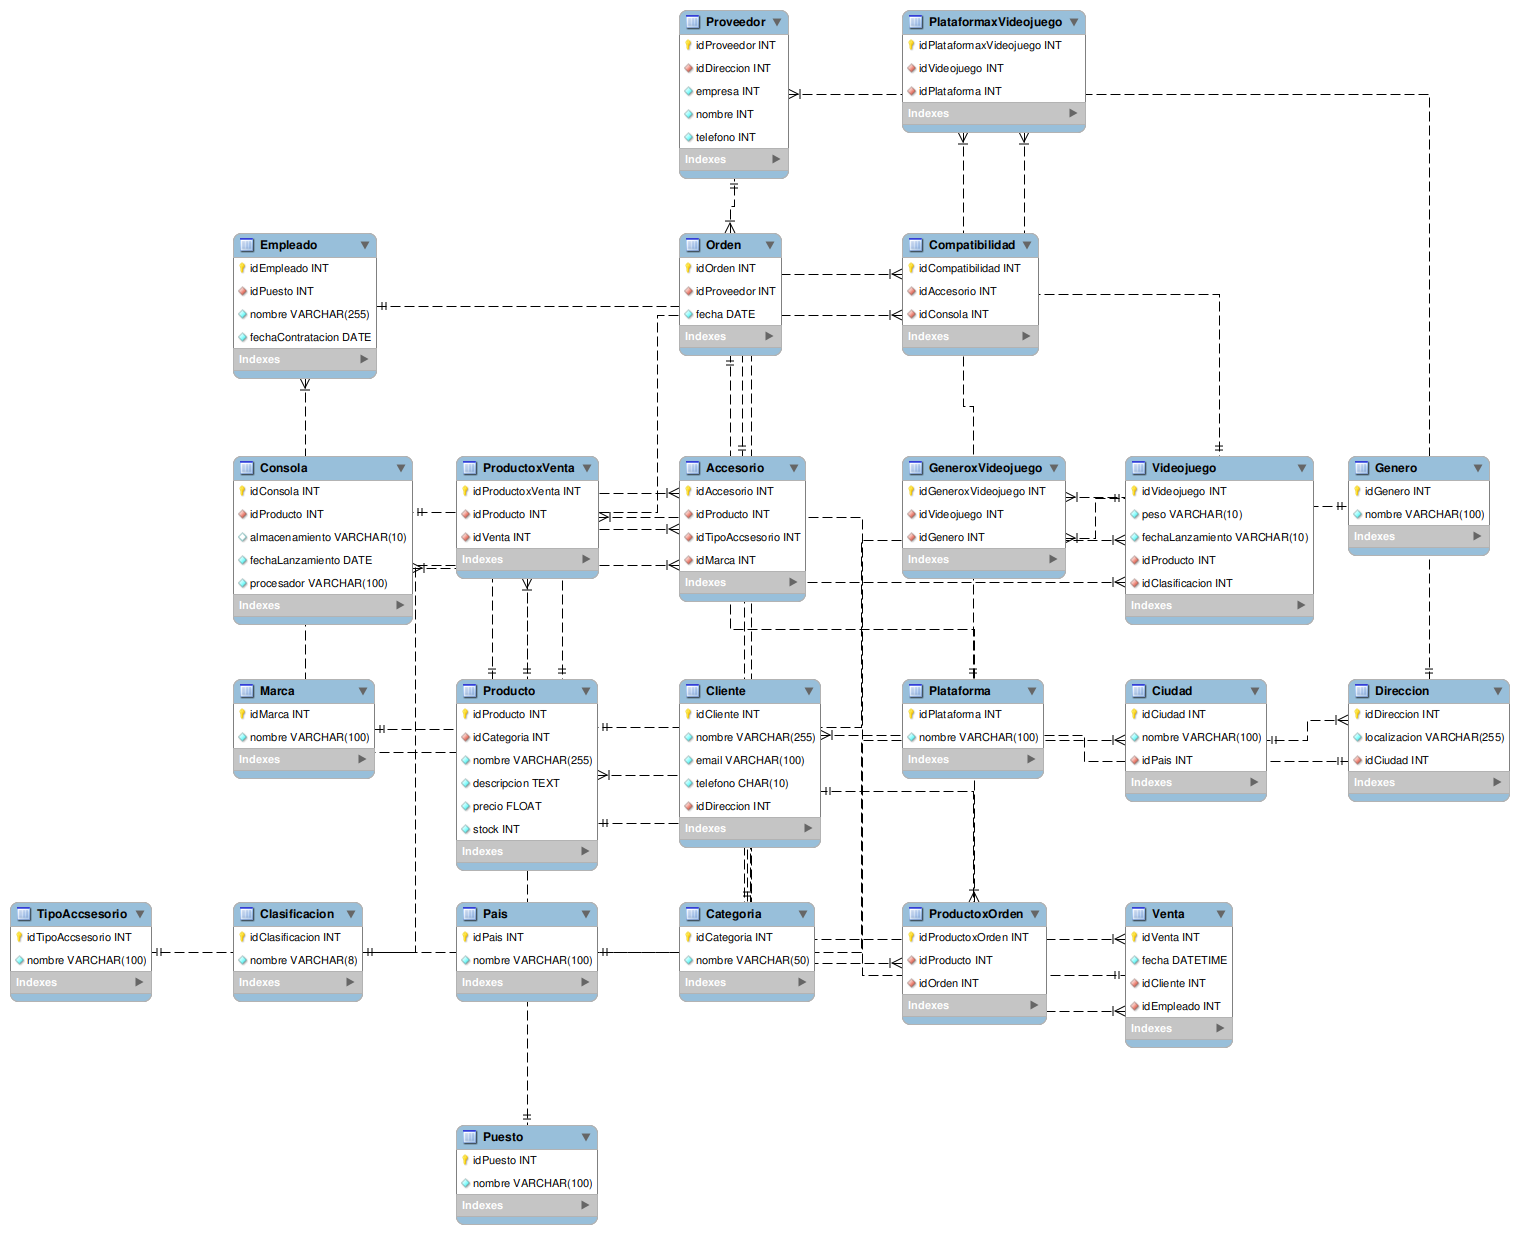 Proveedor
idProveedor INT
idDireccion INT
empresa INT
nombre INT
telefono INT
Indexes
PlataformaxVideojuego
idPlataformaxVideojuego INT
idVideojuego INT
idPlataforma INT
Indexes
Empleado
idEmpleado INT
idPuesto INT
nombre VARCHAR(255)
fechaContratacion DATE
Indexes
Orden
idOrden INT
idProveedor INT
fecha DATE
Indexes
Compatibilidad
idCompatibilidad INT
idAccesorio INT
idConsola INT
Indexes
Consola
idConsola INT
idProducto INT
almacenamiento VARCHAR(10)
fechaLanzamiento DATE
procesador VARCHAR(100)
Indexes
ProductoxVenta
idProductoxVenta INT
idProducto INT
idVenta INT
Indexes
Accesorio
idAccesorio INT
idProducto INT
idTipoAccsesorio INT
idMarca INT
Indexes
GeneroxVideojuego
idGeneroxVideojuego INT
idVideojuego INT
idGenero INT
Indexes
Videojuego
idVideojuego INT
peso VARCHAR(10)
fechaLanzamiento VARCHAR(10)
idProducto INT
idClasificacion INT
Indexes
Genero
idGenero INT
nombre VARCHAR(100)
Indexes
Marca
idMarca INT
nombre VARCHAR(100)
Indexes
Producto
idProducto INT
idCategoria INT
nombre VARCHAR(255)
descripcion TEXT
precio FLOAT
stock INT
Indexes
Cliente
idCliente INT
nombre VARCHAR(255)
email VARCHAR(100)
telefono CHAR(10)
idDireccion INT
Indexes
Plataforma
idPlataforma INT
nombre VARCHAR(100)
Indexes
Ciudad
idCiudad INT
nombre VARCHAR(100)
idPais INT
Indexes
Direccion
idDireccion INT
localizacion VARCHAR(255)
idCiudad INT
Indexes
TipoAccsesorio
idTipoAccsesorio INT
nombre VARCHAR(100)
Indexes
Clasificacion
idClasificacion INT
nombre VARCHAR(8)
Indexes
Pais
idPais INT
nombre VARCHAR(100)
Indexes
Categoria
idCategoria INT
nombre VARCHAR(50)
Indexes
ProductoxOrden
idProductoxOrden INT
idProducto INT
idOrden INT
Indexes
Venta
idVenta INT
fecha DATETIME
idCliente INT
idEmpleado INT
Indexes
Puesto
idPuesto INT
nombre VARCHAR(100)
Indexes